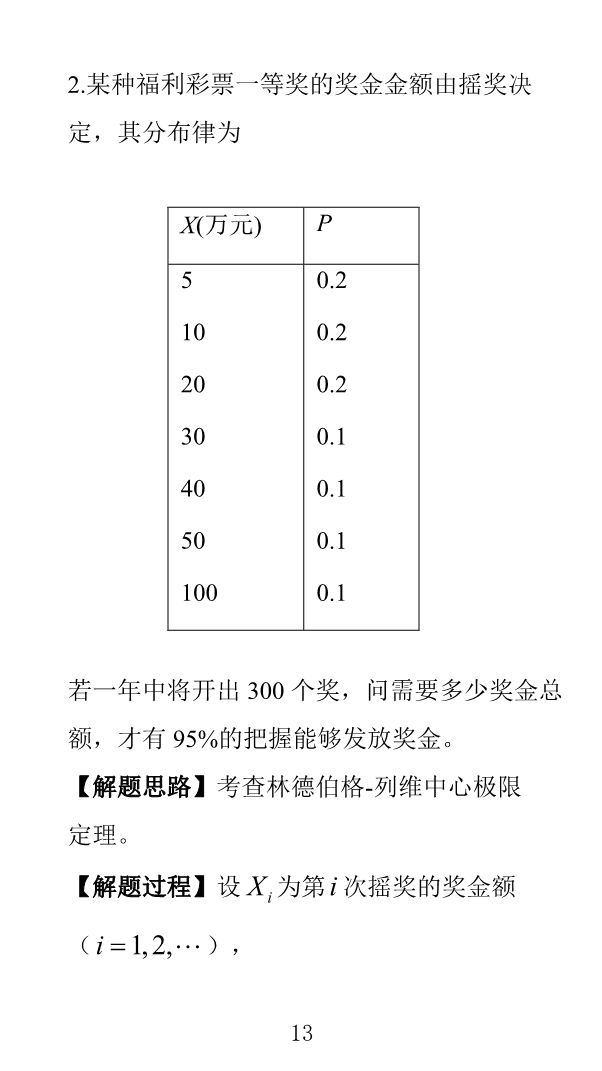 2.某种福利彩票一等奖的奖金金额由摇奖决
定，其分布律为
X(万元) P
5 0.2
10 0.2
20 0.2
30 0.1
40 0.1
50 0.1
100 0.1
若一年中将开出 300 个奖，问需要多少奖金总
额，才有 95%的把握能够发放奖金。
【解题思路】考查林德伯格-列维中心极限
定理。
【解题过程】设 X_i 为第 i 次摇奖的奖金额
（i = 1, 2, ⋯），
13